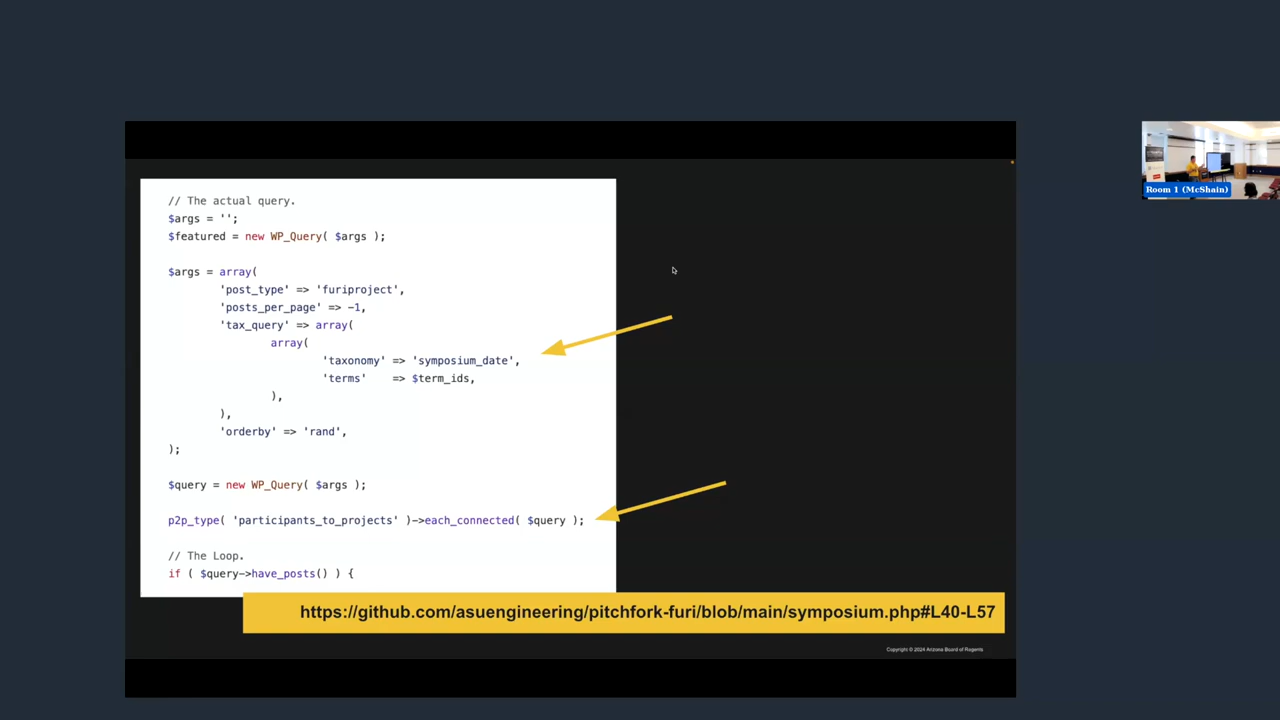 // The actual query.
$args = '';
$featured = new WP_Query( $args );
$args = array(
'post_type' => 'furiproject',
'posts_per_page' => -1,
'tax_query' => array(
array(
'taxonomy' => 'symposium_date',
'terms'    => $term_ids,
),
),
'orderby' => 'rand',
);
$query = new WP_Query( $args );
p2p_type( 'participants_to_projects' )->each_connected( $query );
// The Loop.
if ( $query->have_posts() ) {
https://github.com/asuengineering/pitchfork-furi/blob/main/symposium.php#L40-L57
Copyright © 2024 Arizona Board of Regents
Room 1 (McShain)